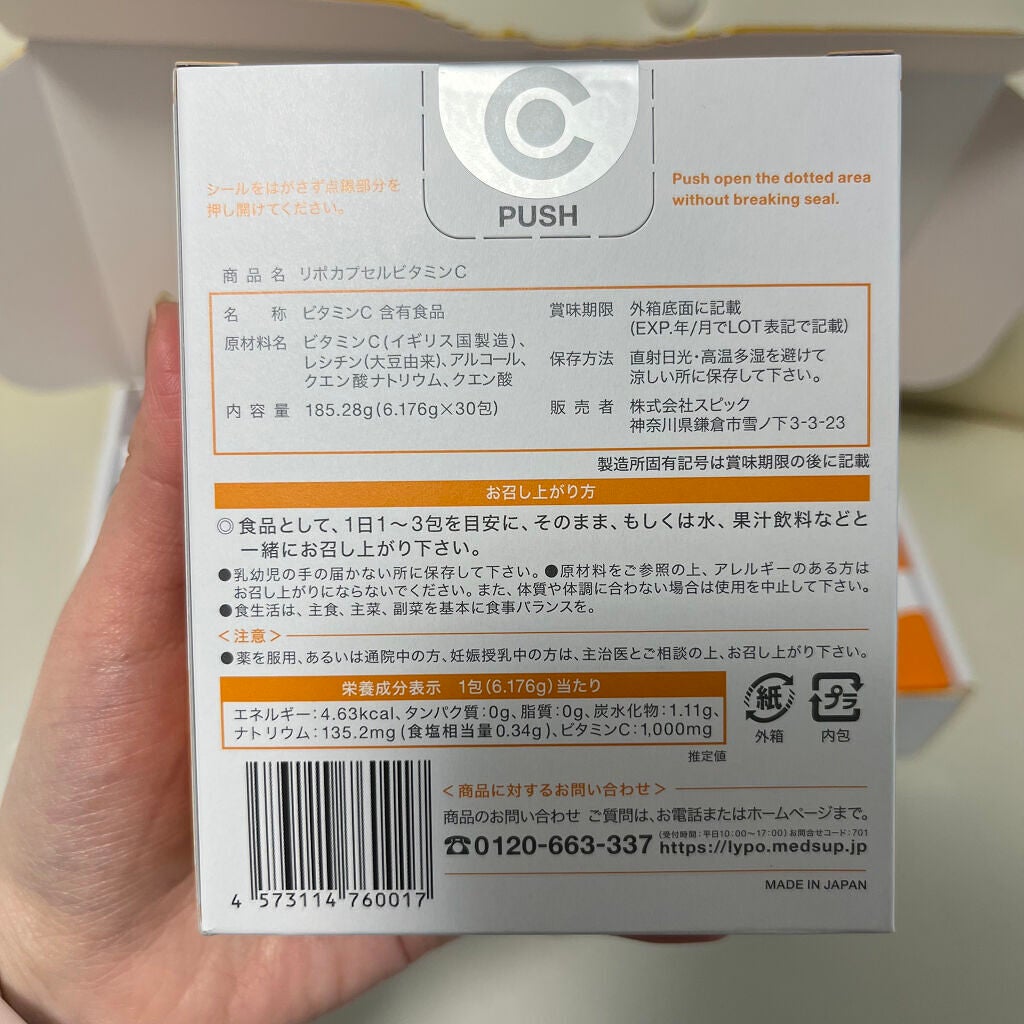 シールをはがさず点線部分を
押し開けてください。
C
PUSH
Push open the dotted area
without breaking seal.
商品名 リポカプセルビタミンC
名称 ビタミンC 含有食品
原材料名 ビタミンC(イギリス国製造)、
レシチン(大豆由来)、アルコール、
クエン酸ナトリウム、クエン酸
内容量 185.28g(6.176g×30包)
賞味期限 外箱底面に記載
(EXP.年/月でLOT表記で記載)
保存方法 直射日光・高温多湿を避けて
涼しい所に保存して下さい。
販売者 株式会社スピック
神奈川県鎌倉市雪ノ下3-3-23
製造所固有記号は賞味期限の後に記載
お召し上がり方
◎食品として、1日1〜3包を目安に、そのまま、もしくは水、果汁飲料などと
一緒にお召し上がり下さい。
●乳幼児の手の届かない所に保存して下さい。●原材料をご参照の上、アレルギーのある方は
お召し上がりにならないでください。また、体質や体調に合わない場合は使用を中止して下さい。
●食生活は、主食、主菜、副菜を基本に食事バランスを。
<注意>
●薬を服用、あるいは通院中の方、妊娠授乳中の方は、主治医とご相談の上、お召し上がり下さい。
栄養成分表示 1包(6.176g)当たり
エネルギー:4.63kcal、タンパク質:0g、脂質:0g、炭水化物:1.11g、
ナトリウム:135.2mg(食塩相当量0.34g)、ビタミンC:1,000mg
推定値
紙
外箱
プラ
内包
<商品に対するお問い合わせ>
商品のお問い合わせ ご質問は、お電話またはホームページまで。
☎0120-663-337 (受付時間:平日10:00〜17:00)お問合せコード:701
https://lypo.medsup.jp
MADE IN JAPAN
4 573114 760017